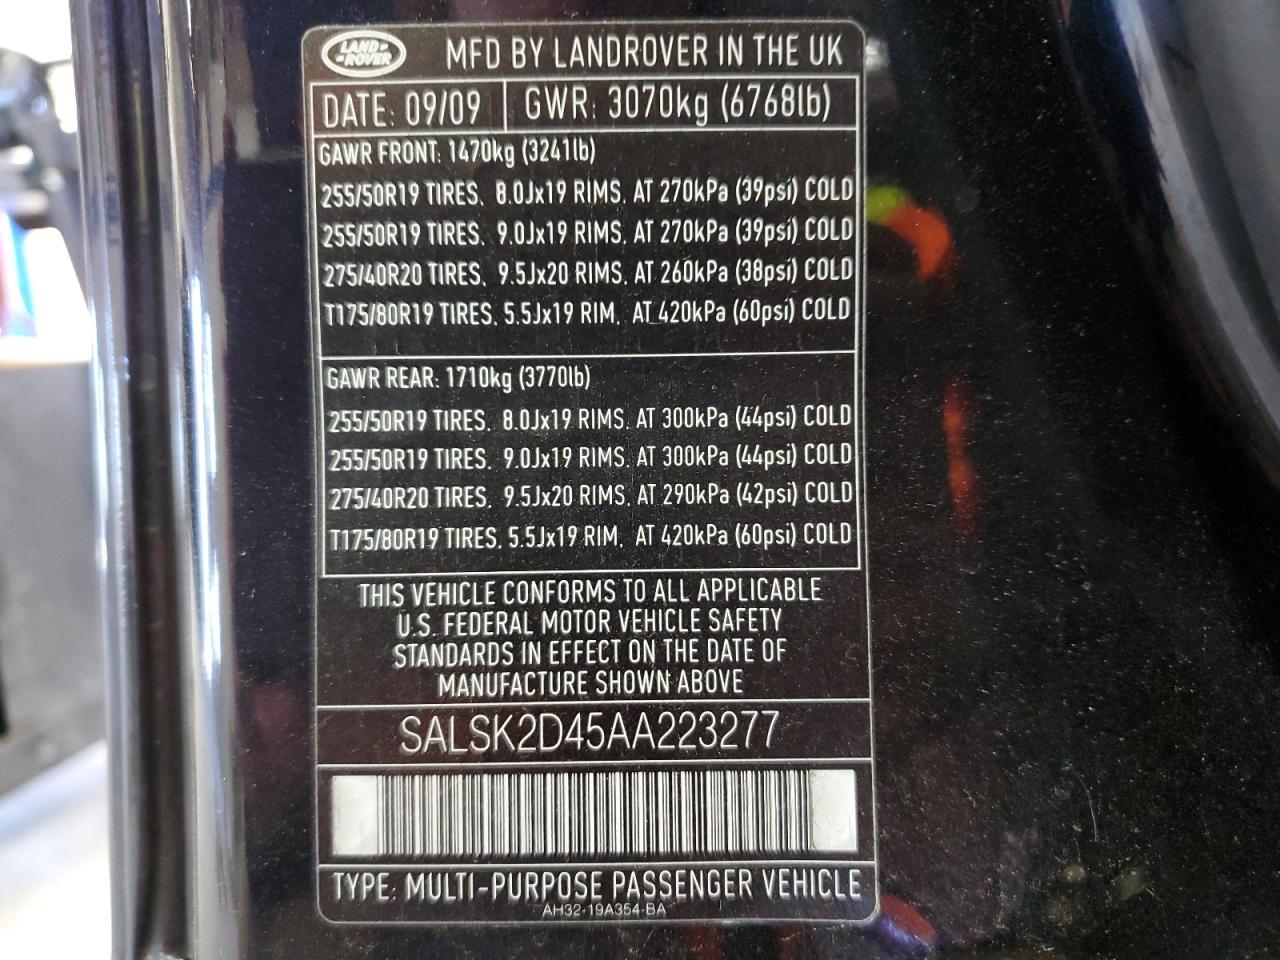 LAND-
-ROVER
MFD BY LANDROVER IN THE UK
DATE: 09/09 GWR: 3070kg (6768lb)
GAWR FRONT: 1470kg (3241lb)
255/50R19 TIRES, 8.0Jx19 RIMS, AT 270kPa (39psi) COLD
255/50R19 TIRES, 9.0Jx19 RIMS, AT 270kPa (39psi) COLD
275/40R20 TIRES, 9.5Jx20 RIMS, AT 260kPa (38psi) COLD
T175/80R19 TIRES, 5.5Jx19 RIM, AT 420kPa (60psi) COLD
GAWR REAR: 1710kg (3770lb)
255/50R19 TIRES, 8.0Jx19 RIMS, AT 300kPa (44psi) COLD
255/50R19 TIRES, 9.0Jx19 RIMS, AT 300kPa (44psi) COLD
275/40R20 TIRES, 9.5Jx20 RIMS, AT 290kPa (42psi) COLD
T175/80R19 TIRES, 5.5Jx19 RIM, AT 420kPa (60psi) COLD
THIS VEHICLE CONFORMS TO ALL APPLICABLE
U.S. FEDERAL MOTOR VEHICLE SAFETY
STANDARDS IN EFFECT ON THE DATE OF
MANUFACTURE SHOWN ABOVE
SALSK2D45AA223277
TYPE: MULTI-PURPOSE PASSENGER VEHICLE
AH32-19A354-BA